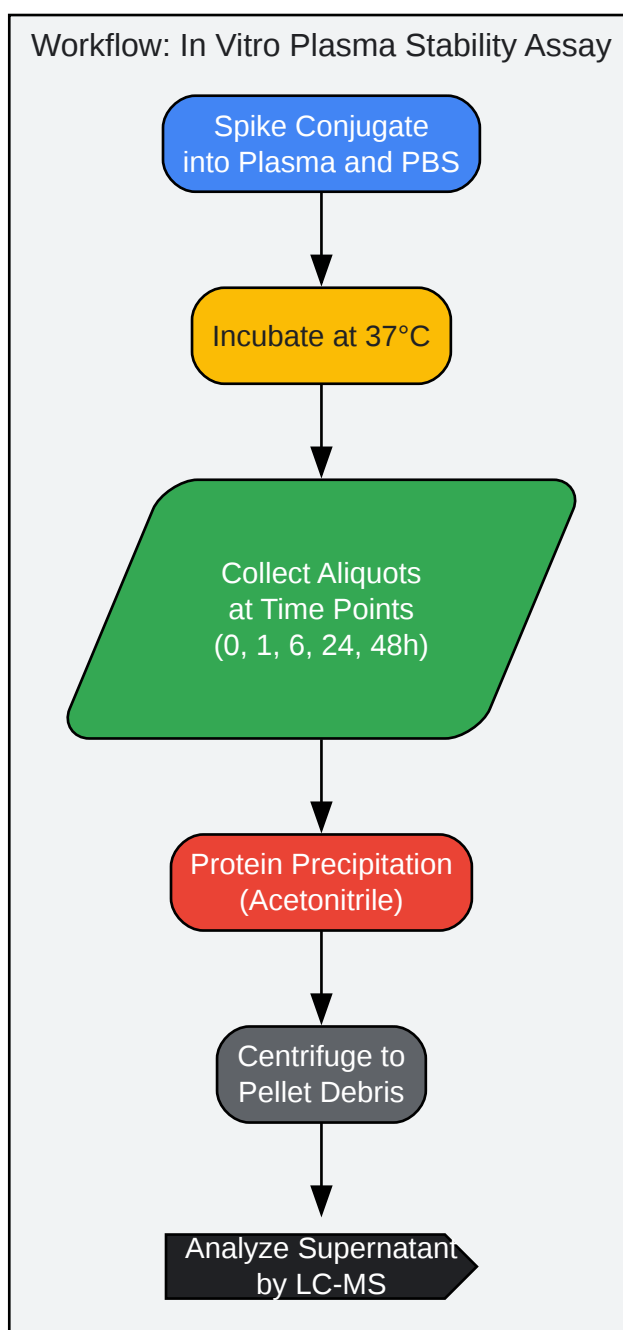 Workflow: In Vitro Plasma Stability Assay
Spike Conjugate
into Plasma and PBS
Incubate at 37°C
Collect Aliquots
at Time Points
(0, 1, 6, 24, 48h)
Protein Precipitation
(Acetonitrile)
Centrifuge to
Pellet Debris
Analyze Supernatant
by LC-MS